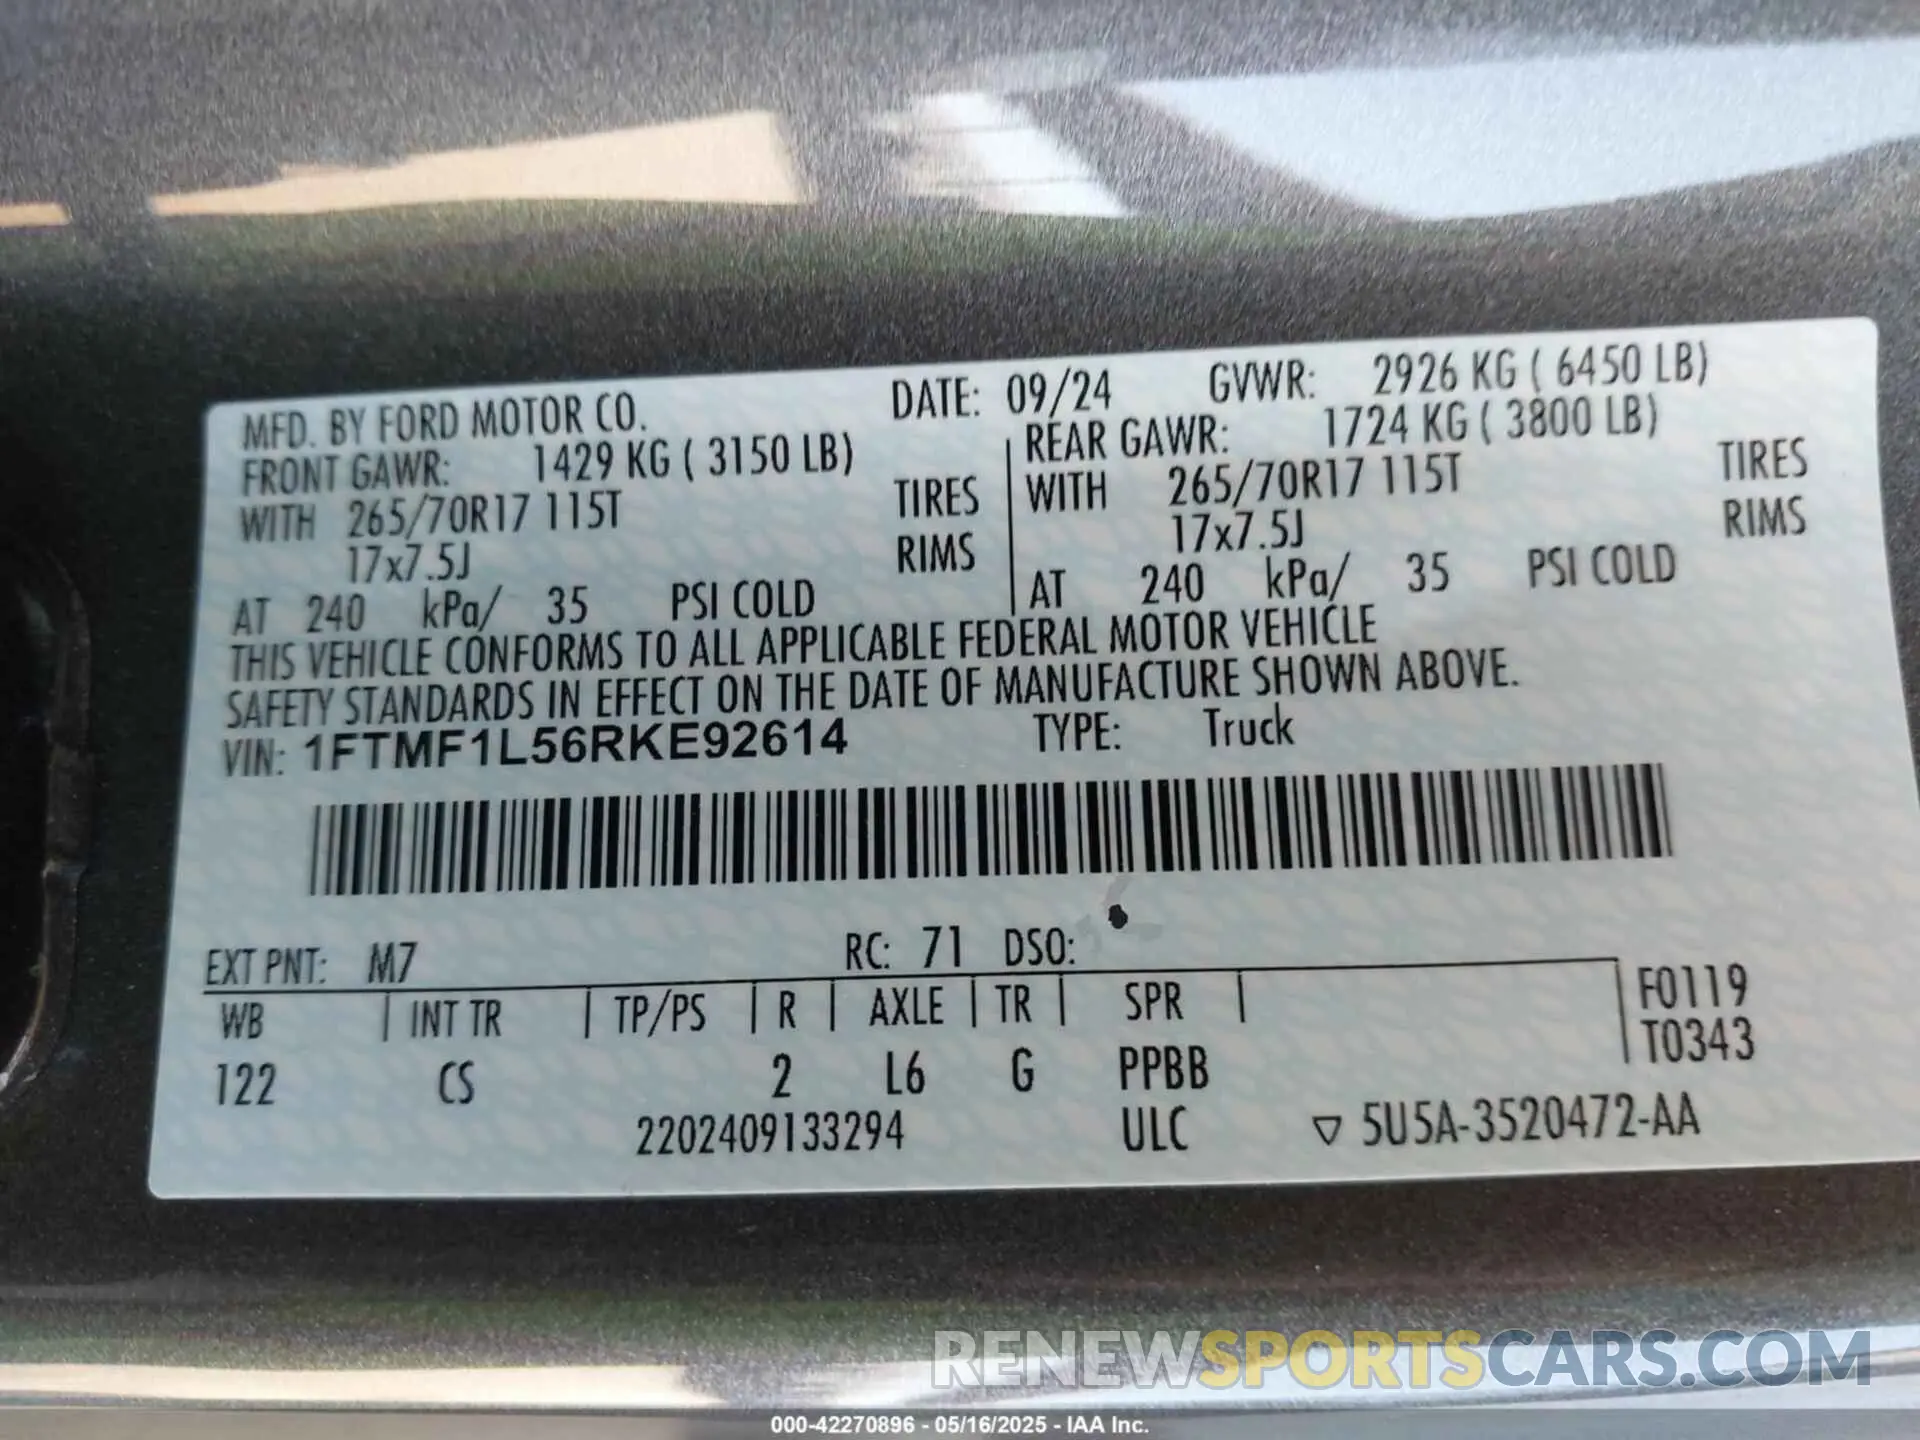 MFD. BY FORD MOTOR CO. DATE: 09/24 GVWR: 2926 KG ( 6450 LB)
FRONT GAWR: 1429 KG ( 3150 LB) REAR GAWR: 1724 KG ( 3800 LB)
WITH 265/70R17 115T TIRES WITH 265/70R17 115T TIRES
17x7.5J RIMS 17x7.5J RIMS
AT 240 kPa/ 35 PSI COLD AT 240 kPa/ 35 PSI COLD
THIS VEHICLE CONFORMS TO ALL APPLICABLE FEDERAL MOTOR VEHICLE
SAFETY STANDARDS IN EFFECT ON THE DATE OF MANUFACTURE SHOWN ABOVE.
VIN: 1FTMF1L56RKE92614 TYPE: Truck
EXT PNT: M7 RC: 71 DSO:
WB INT TR TP/PS R AXLE TR SPR F0119
T0343
122 CS 2 L6 G PPBB
2202409133294 ULC ▽ 5U5A-3520472-AA
RENEWSPORTSCARS.COM
000-42270896 - 05/16/2025 - IAA Inc.